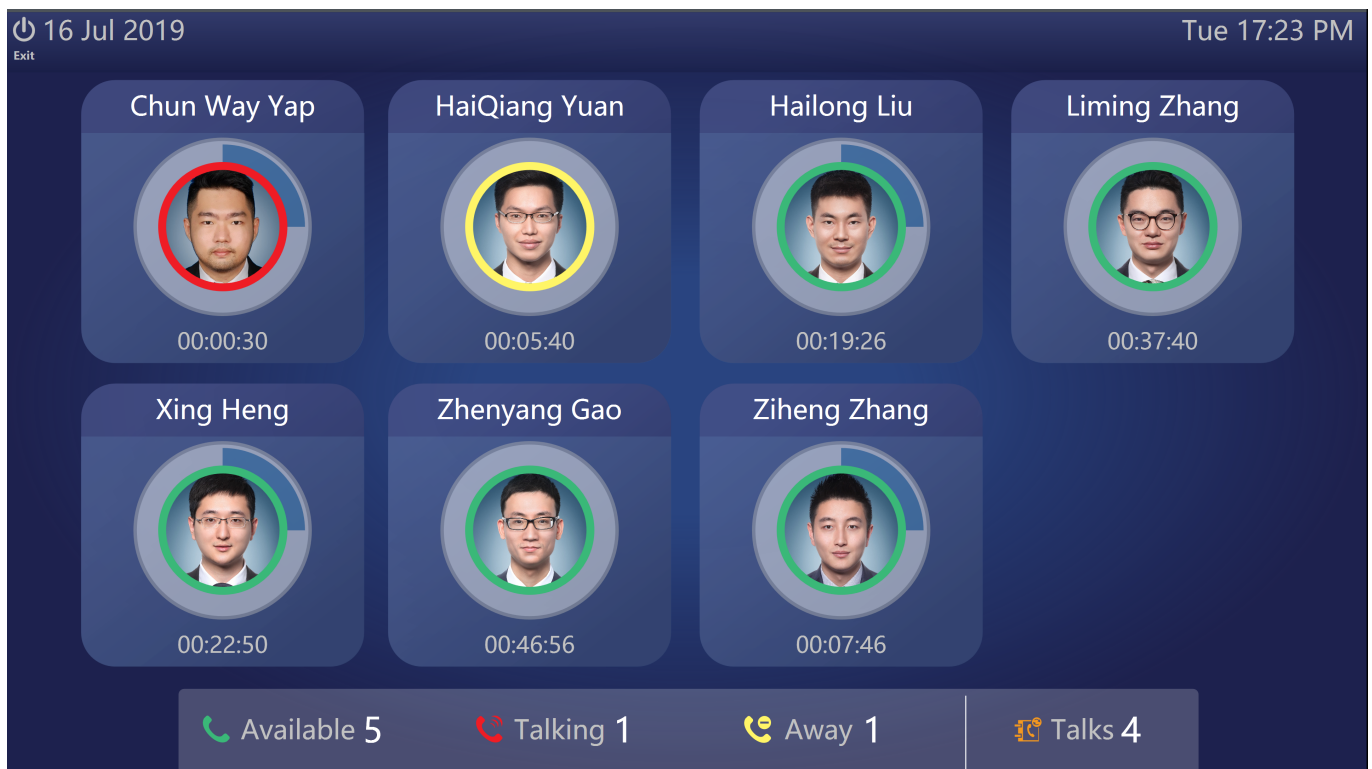 16 Jul 2019
Tue 17:23 PM
Exit
Chun Way Yap
HaiQiang Yuan
Hailong Liu
Liming Zhang
00:00:30
00:05:40
00:19:26
00:37:40
Xing Heng
Zhenyang Gao
Ziheng Zhang
00:22:50
00:46:56
00:07:46
Available 5
Talking 1
Away 1
Talks 4